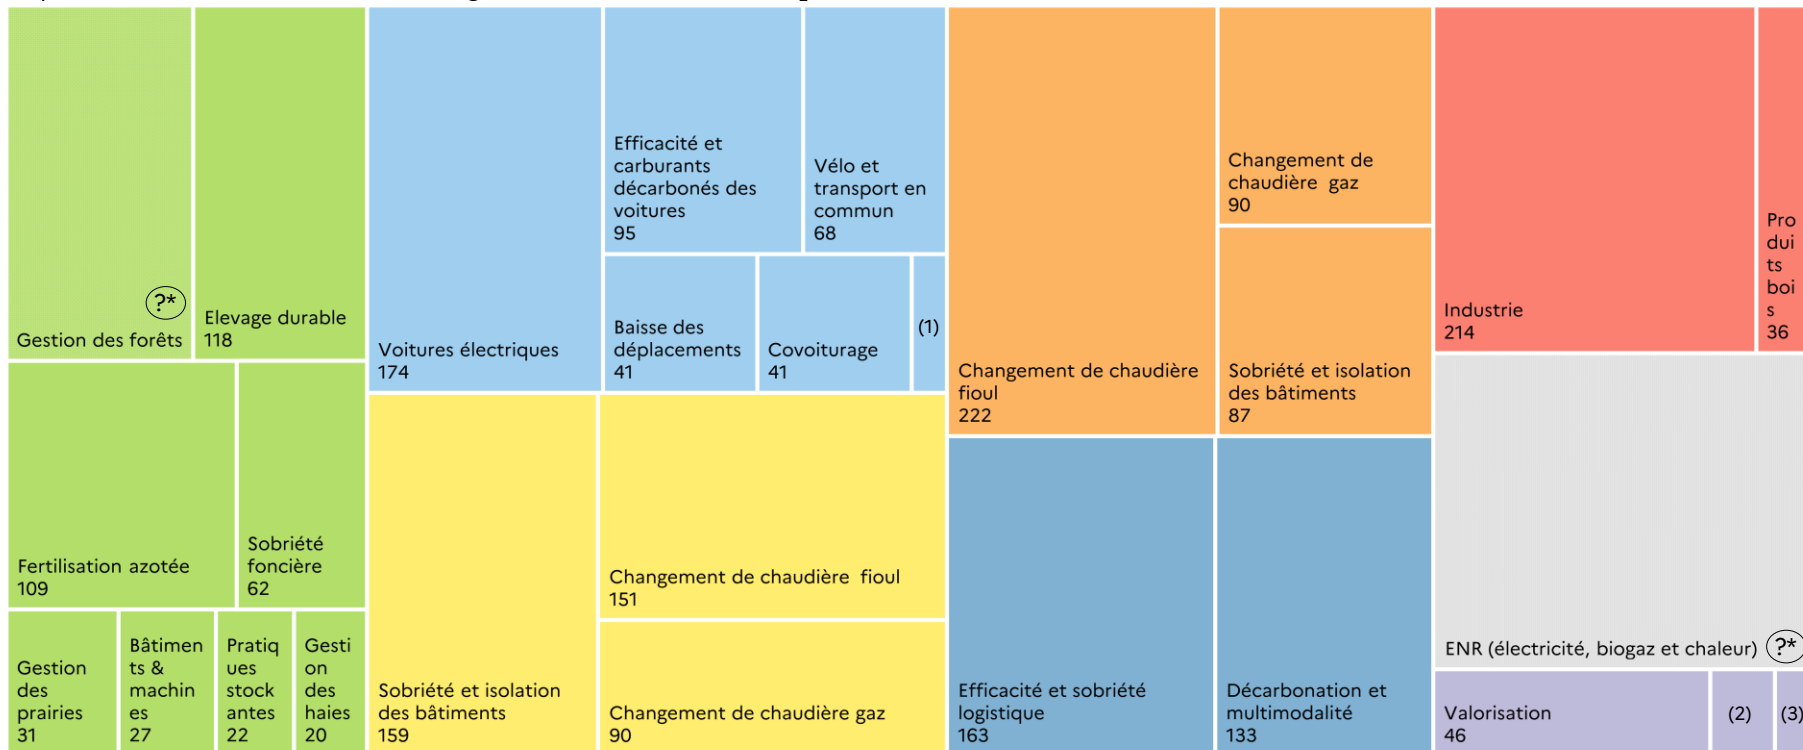 ?*
Gestion des forêts
Elevage durable
118
Fertilisation azotée
109
Sobriété
foncière
62
Gestion
des
prairies
31
Bâtimen
ts &
machin
es
27
Pratiq
ues
stock
antes
22
Gesti
on
des
haies
20
Voitures électriques
174
Efficacité et
carburants
décarbonés des
voitures
95
Vélo et
transport en
commun
68
Baisse des
déplacements
41
Covoiturage
41
(1)
Sobriété et isolation
des bâtiments
159
Changement de chaudière fioul
151
Changement de chaudière gaz
90
Changement de chaudière
fioul
222
Changement de
chaudière gaz
90
Sobriété et isolation
des bâtiments
87
Efficacité et sobriété
logistique
163
Décarbonation et
multimodalité
133
Industrie
214
Pro
dui
ts
boi
s
36
ENR (électricité, biogaz et chaleur) ?*
Valorisation
46
(2)
(3)